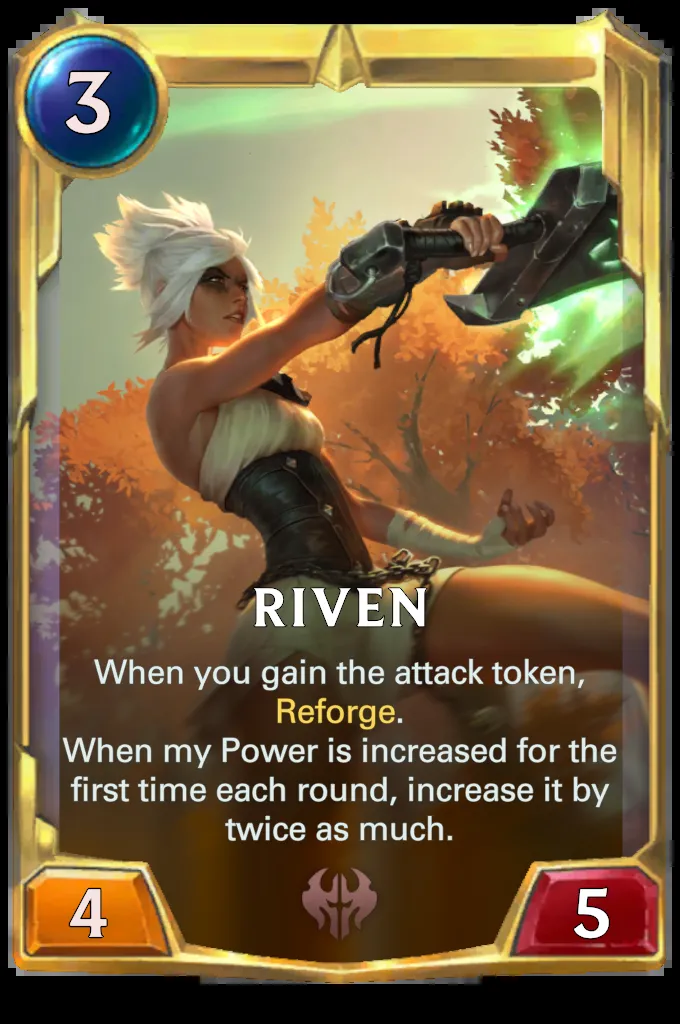 3
RIVEN
When you gain the attack token,
Reforge.
When my Power is increased for the
first time each round, increase it by
twice as much.
4
5